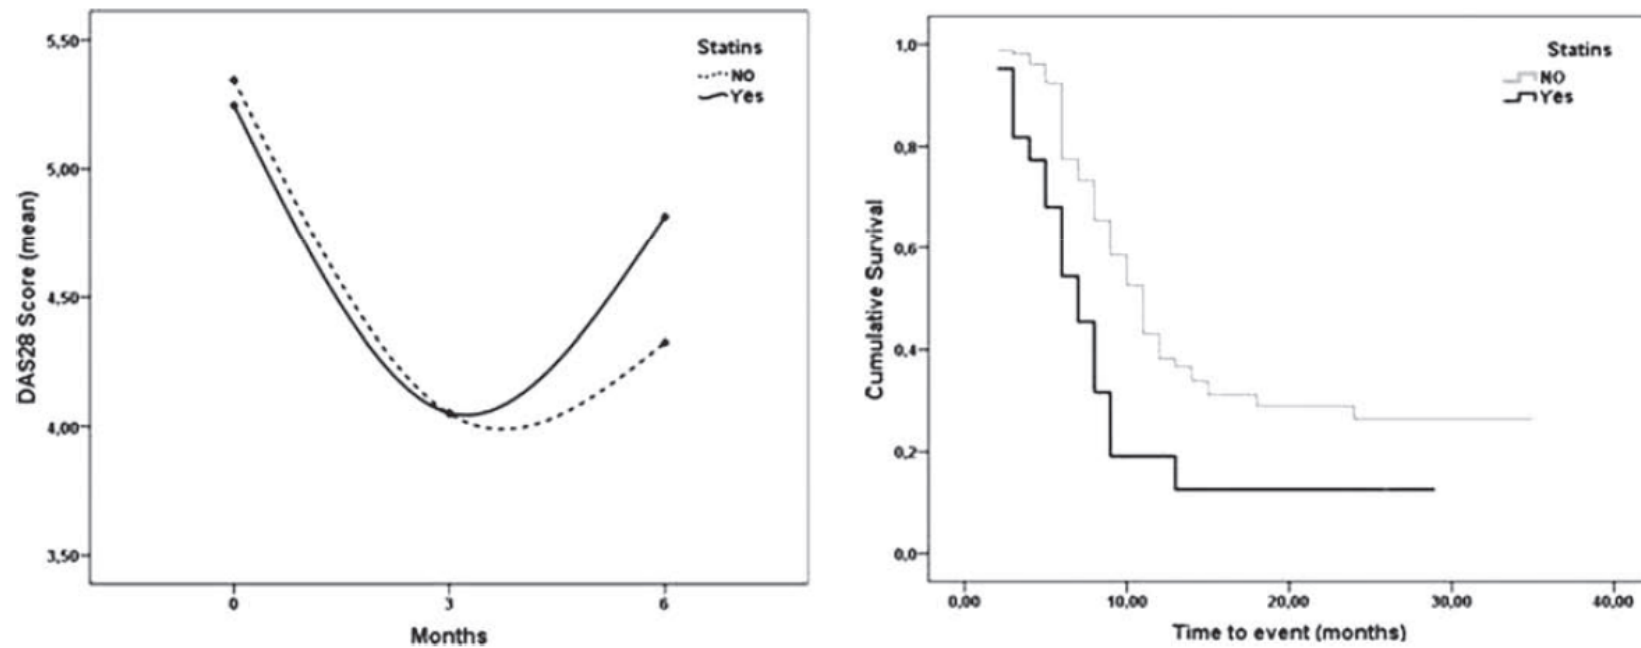 5,50
5,00
4,50
4,00
3,50
DAS28 Score (mean)
0
3
6
Months
Statins
NO
Yes
1,0
0,8
0,6
0,4
0,2
0,0
Cumulative Survival
0,00
10,00
20,00
30,00
40,00
Time to event (months)
Statins
NO
Yes